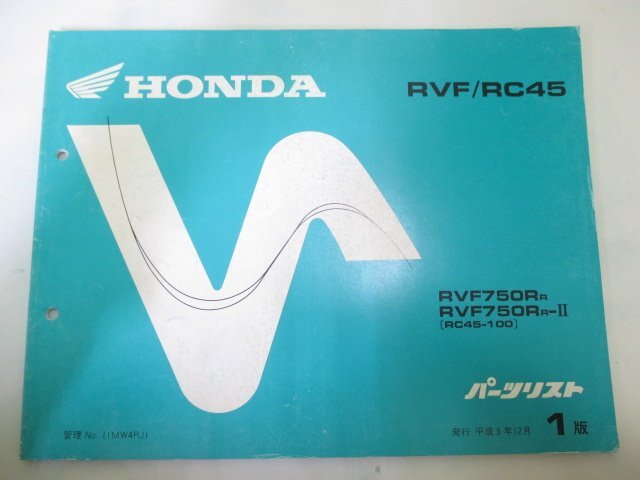 HONDA
RVF/RC45
RVF750RR
RVF750RR-II
〔RC45-100〕
パーツリスト
管理 No. 11MW4RJ1
発行 平成5年12月 1版